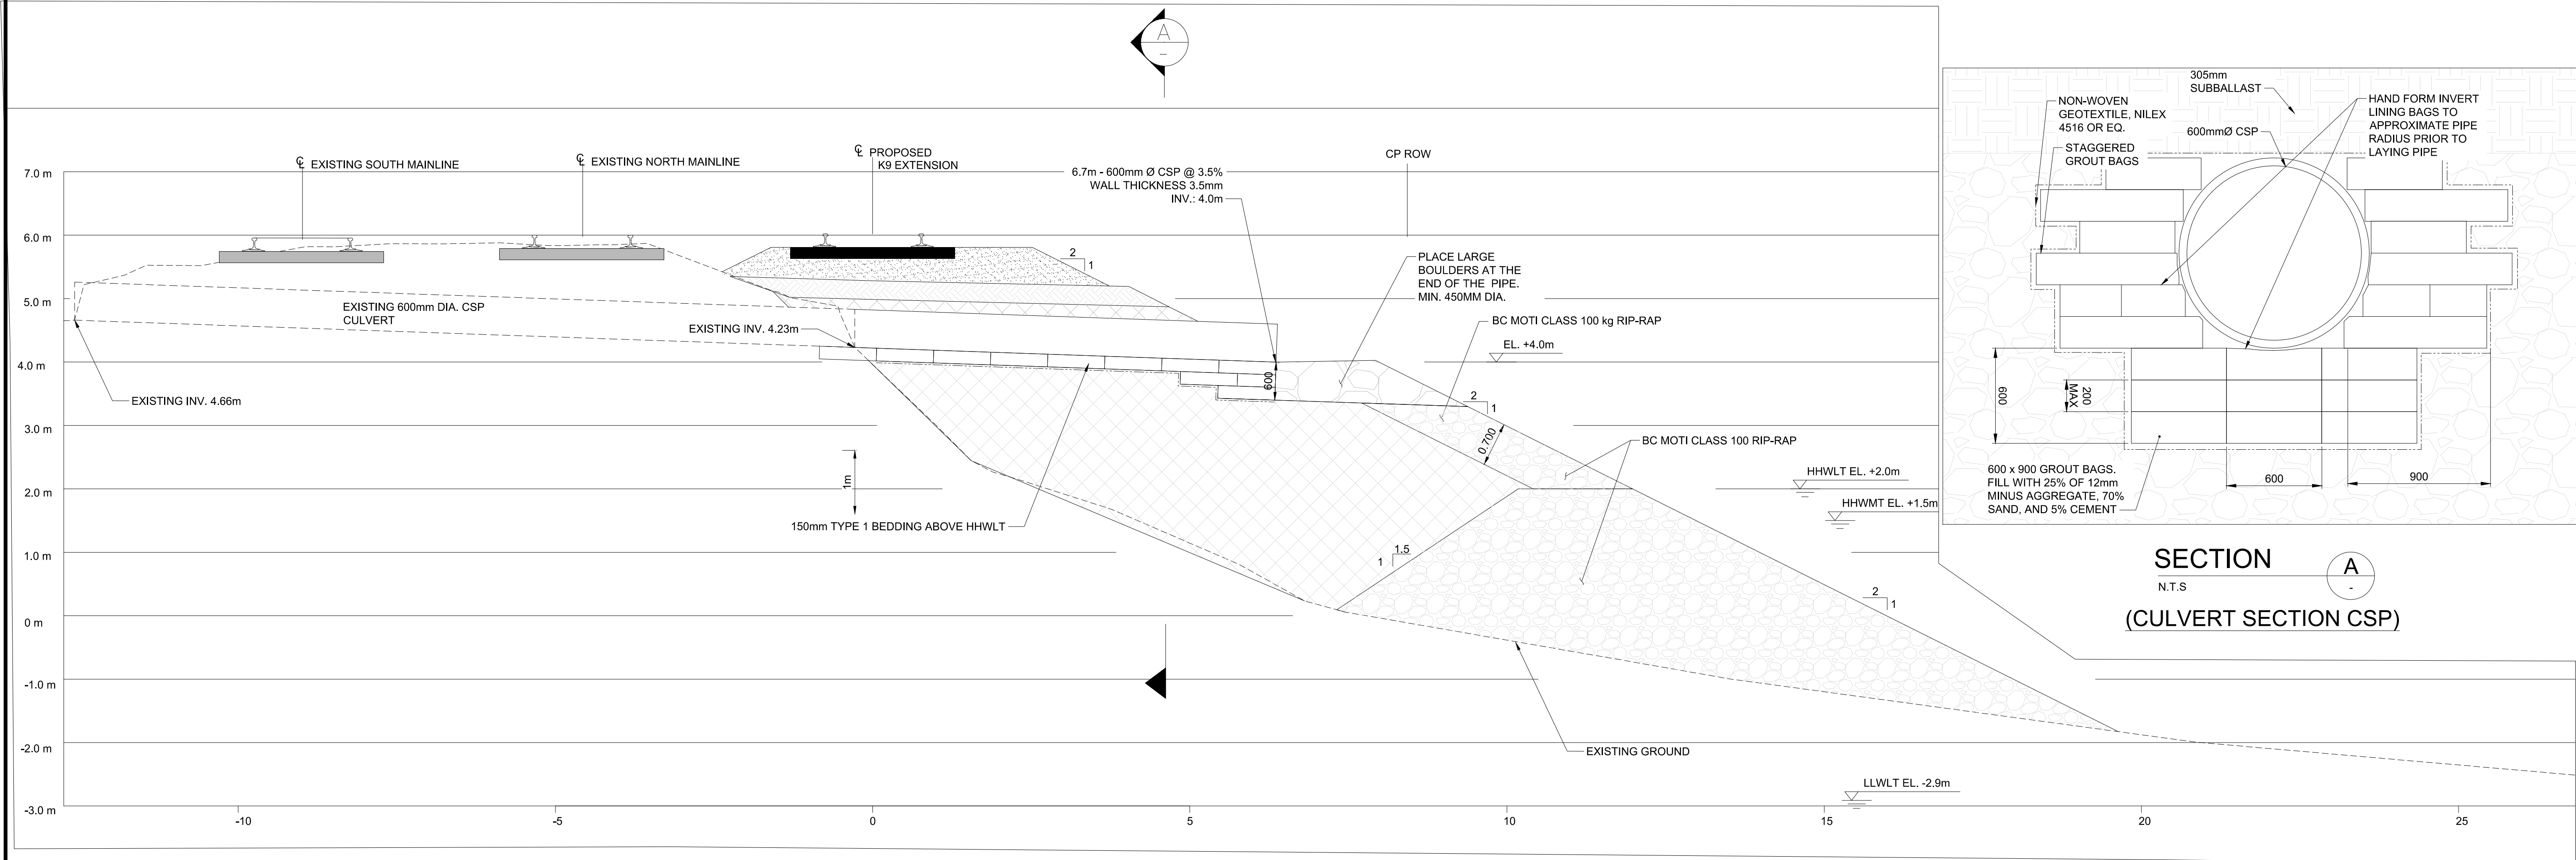 A
-
℄ EXISTING SOUTH MAINLINE
℄ EXISTING NORTH MAINLINE
℄ PROPOSED
K9 EXTENSION
CP ROW
6.7m - 600mm Ø CSP @ 3.5%
WALL THICKNESS 3.5mm
INV.: 4.0m
7.0 m
6.0 m
5.0 m
4.0 m
3.0 m
2.0 m
1.0 m
0 m
-1.0 m
-2.0 m
-3.0 m
EXISTING 600mm DIA. CSP
CULVERT
EXISTING INV. 4.23m
EXISTING INV. 4.66m
2
1
PLACE LARGE
BOULDERS AT THE
END OF THE PIPE.
MIN. 450MM DIA.
BC MOTI CLASS 100 kg RIP-RAP
EL. +4.0m
600
2
1
0.700
BC MOTI CLASS 100 RIP-RAP
1m
150mm TYPE 1 BEDDING ABOVE HHWLT
HHWLT EL. +2.0m
HHWMT EL. +1.5m
1.5
1
2
1
EXISTING GROUND
LLWLT EL. -2.9m
-10
-5
0
5
10
15
20
25
305mm
SUBBALLAST
NON-WOVEN
GEOTEXTILE, NILEX
4516 OR EQ.
600mmØ CSP
HAND FORM INVERT
LINING BAGS TO
APPROXIMATE PIPE
RADIUS PRIOR TO
LAYING PIPE
STAGGERED
GROUT BAGS
600
200
MAX
600 x 900 GROUT BAGS.
FILL WITH 25% OF 12mm
MINUS AGGREGATE, 70%
SAND, AND 5% CEMENT
600
900
SECTION
A
-
N.T.S
(CULVERT SECTION CSP)